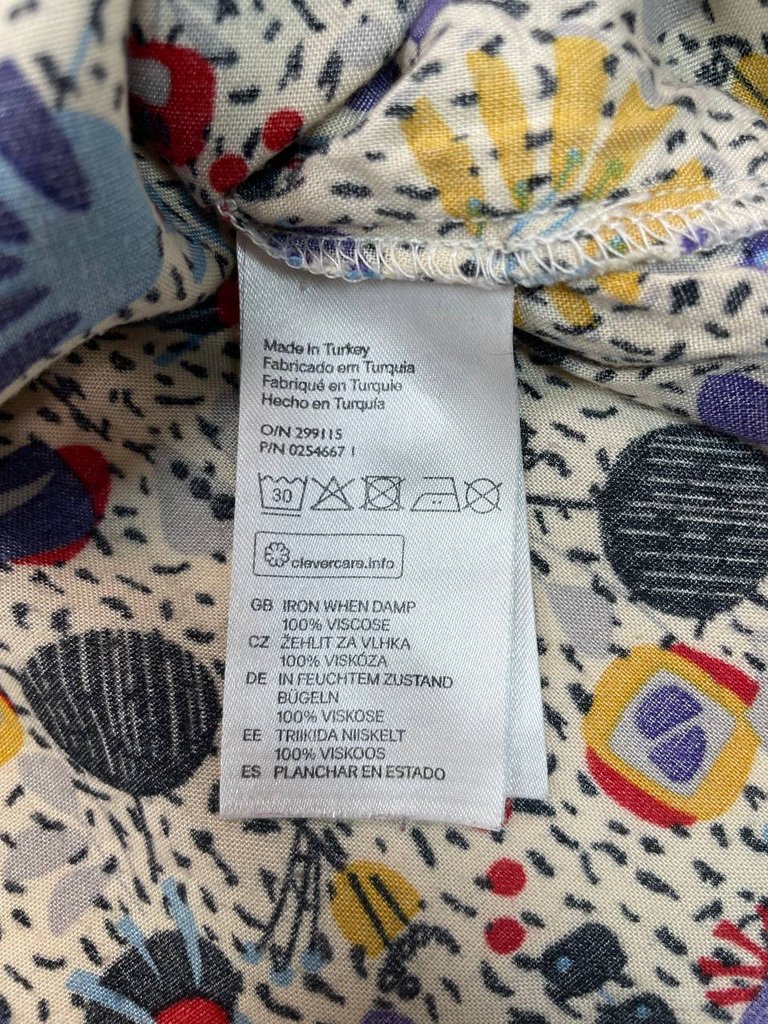 Made in Turkey
Fabricado em Turquia
Fabriqué en Turquie
Hecho en Turquía
O/N 299115
P/N 0254667 1
30
clevercare.info
GB IRON WHEN DAMP
100% VISCOSE
CZ ŽEHLIT ZA VLHKA
100% VISKÓZA
DE IN FEUCHTEM ZUSTAND
BÜGELN
100% VISKOSE
EE TRIIKIDA NIISKELT
100% VISKOOS
ES PLANCHAR EN ESTADO